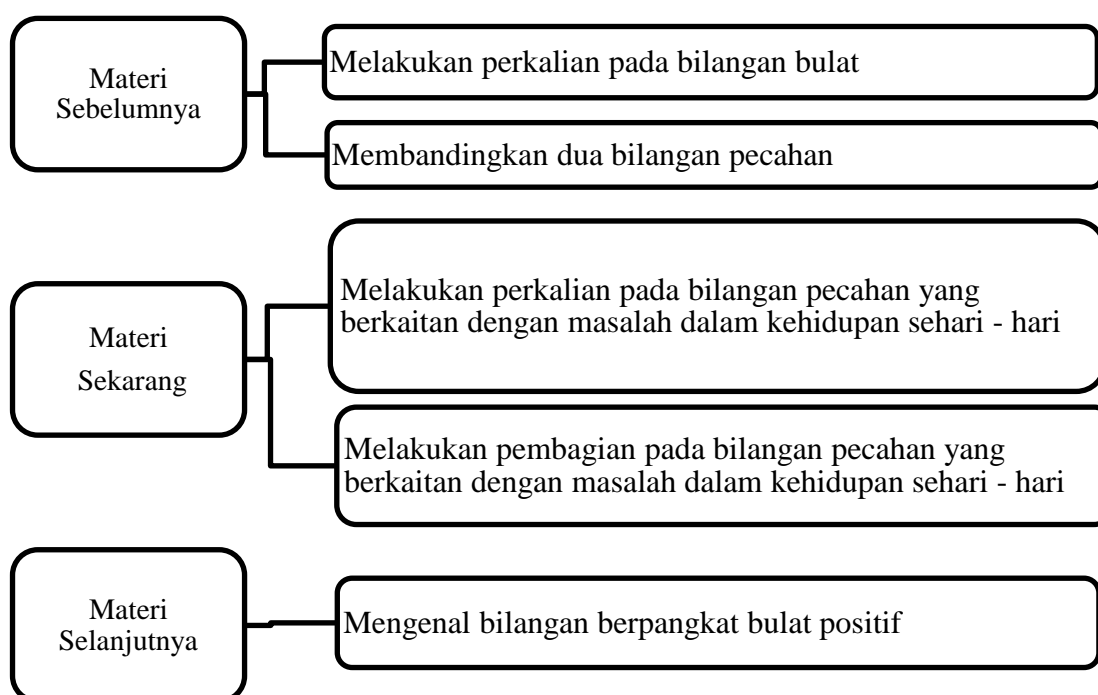 Materi
Sebelumnya
Melakukan perkalian pada bilangan bulat
Membandingkan dua bilangan pecahan
Materi
Sekarang
Melakukan perkalian pada bilangan pecahan yang
berkaitan dengan masalah dalam kehidupan sehari - hari
Melakukan pembagian pada bilangan pecahan yang
berkaitan dengan masalah dalam kehidupan sehari - hari
Materi
Selanjutnya
Mengenal bilangan berpangkat bulat positif